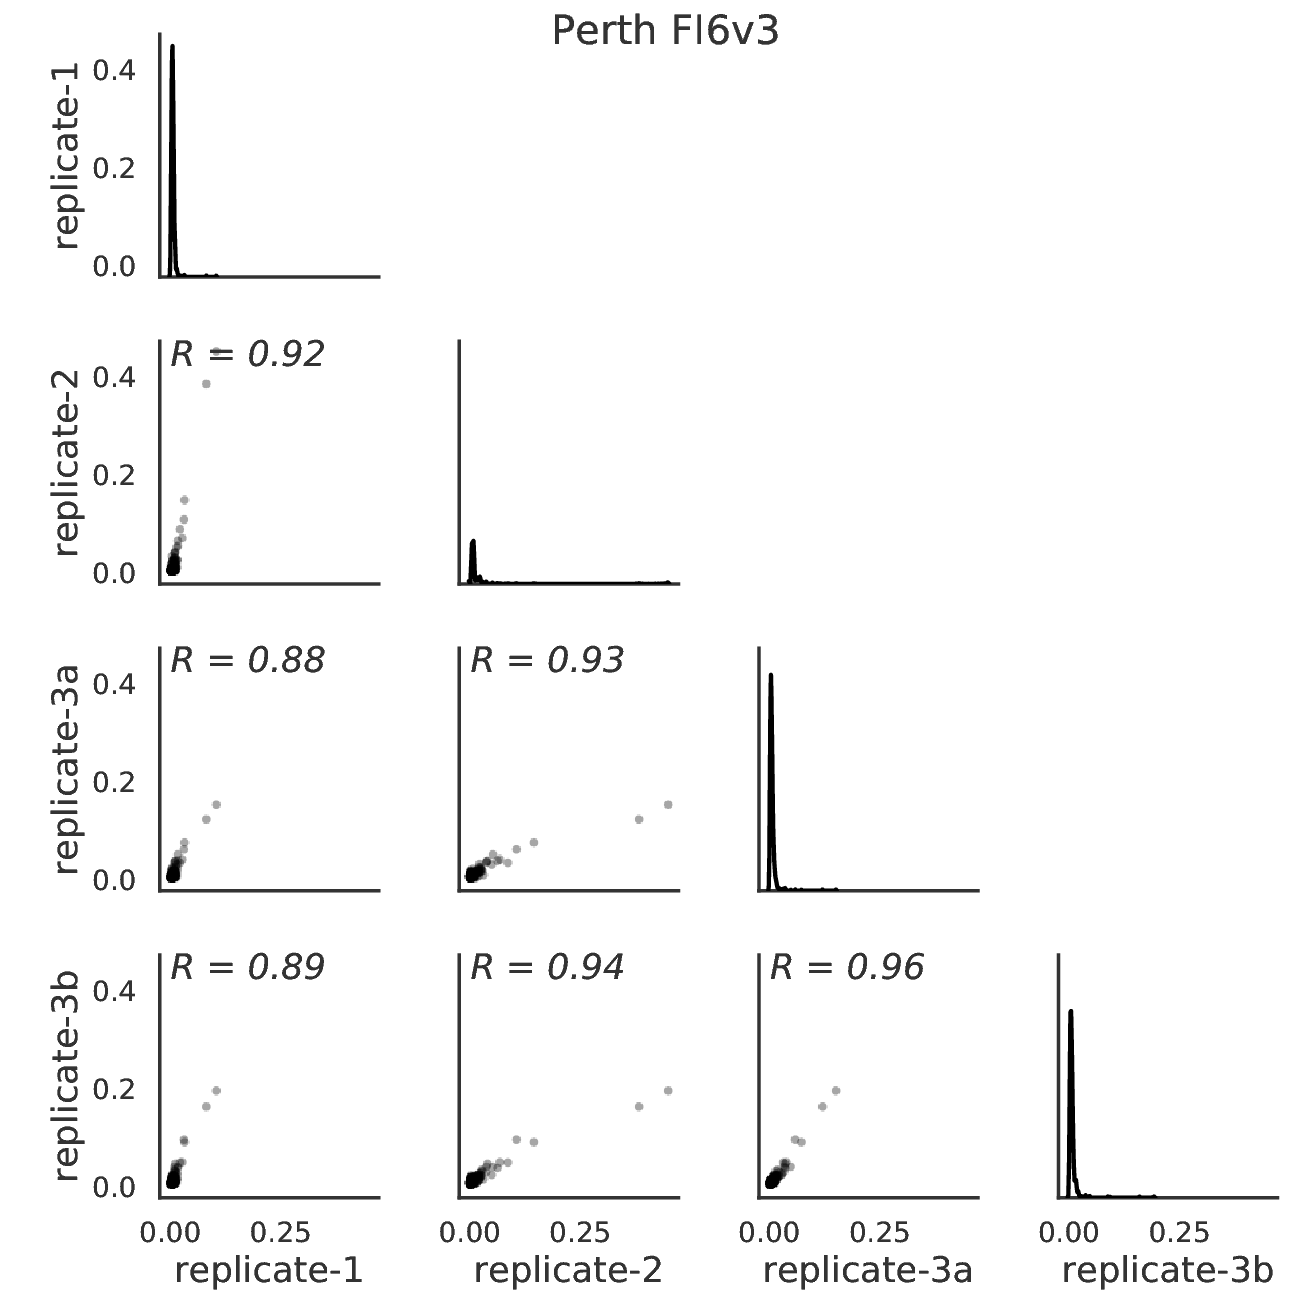 Perth FI6v3
replicate-1
0.4
0.2
0.0
replicate-2
0.4
0.2
0.0
R = 0.92
replicate-3a
0.4
0.2
0.0
R = 0.88
R = 0.93
replicate-3b
0.4
0.2
0.0
R = 0.89
R = 0.94
R = 0.96
0.00 0.25
0.00 0.25
0.00 0.25
0.00 0.25
replicate-1
replicate-2
replicate-3a
replicate-3b